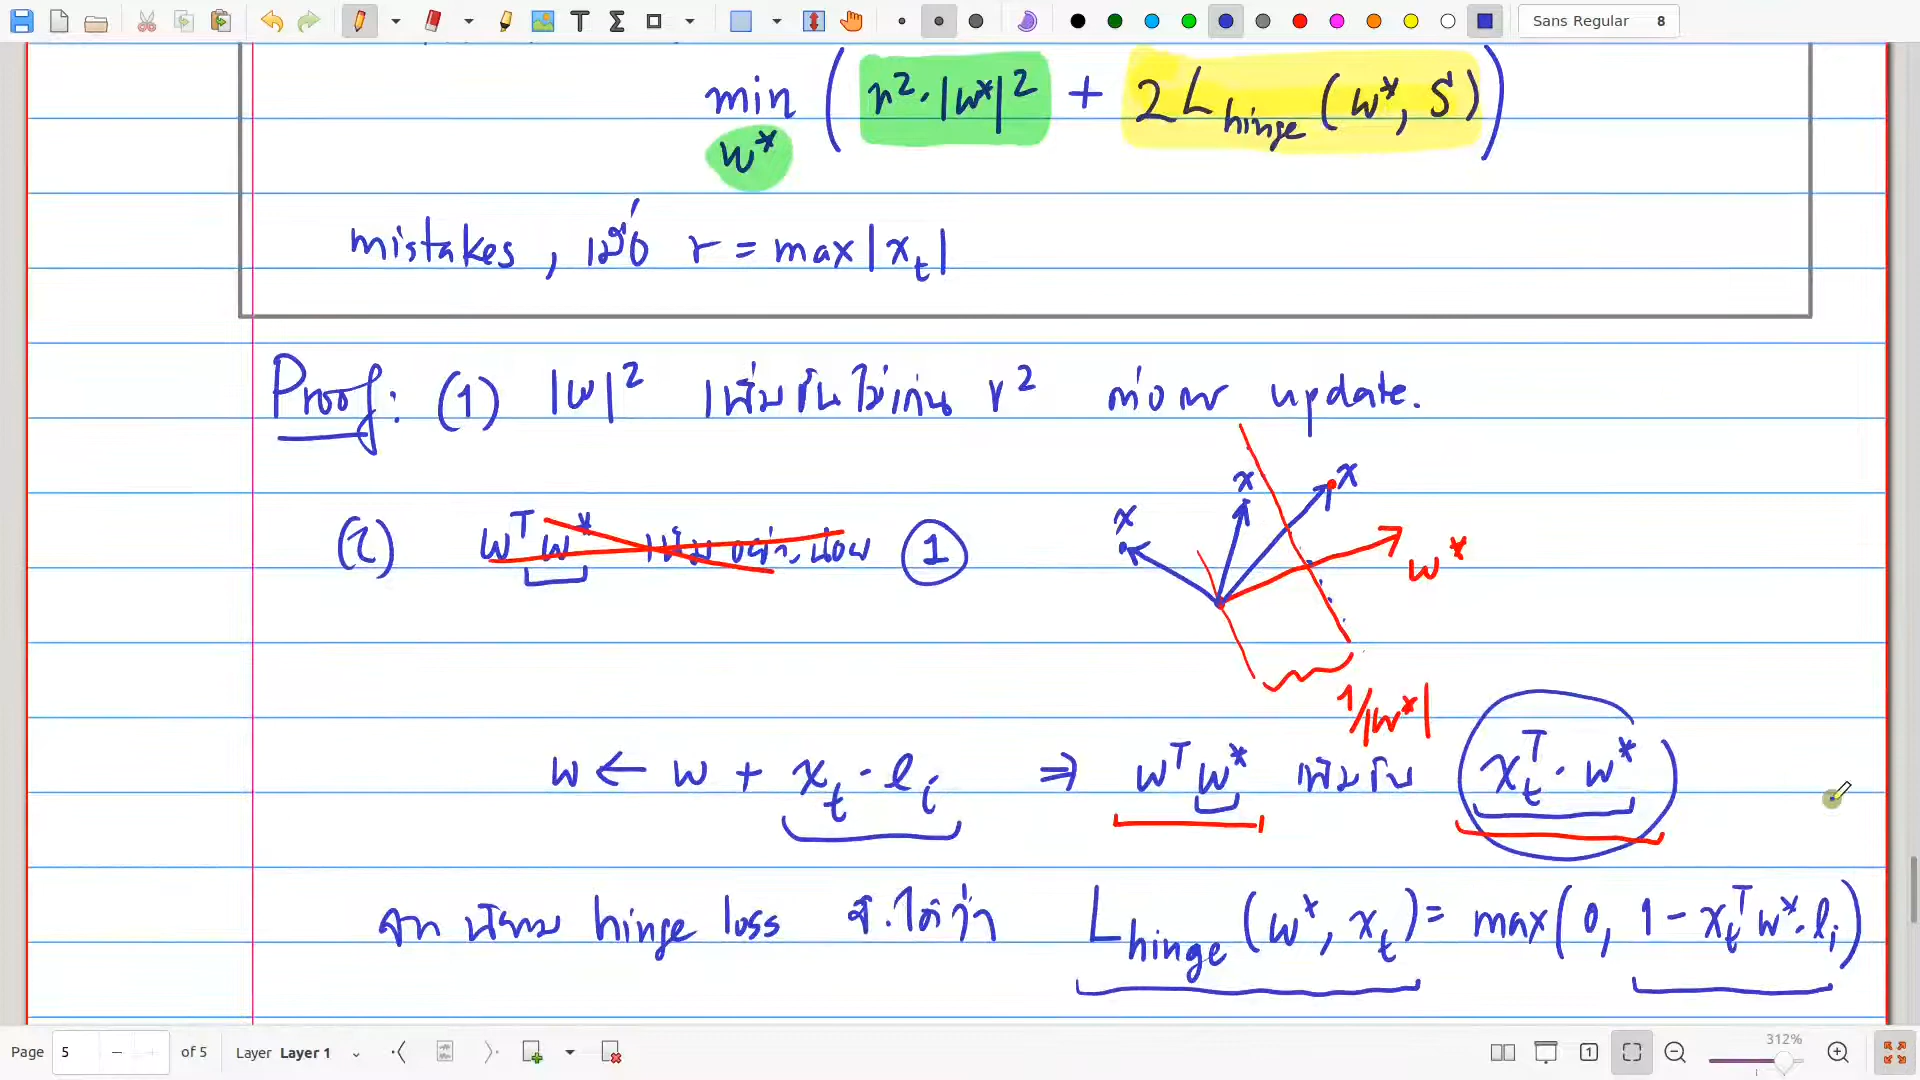 Sans Regular 8
min ( r²·|w*|² + 2 L_hinge (w*, S) )
w*
mistakes, เมื่อ r = max |x_t|
Proof: (1) |w|² เพิ่มขึ้นไม่เกิน r² ต่อการ update.
x x x
(2) w^T w* เพิ่มอย่างน้อย 1
w*
1/|w*|
w ← w + x_t · l_i ⇒ w^T w* เพิ่มขึ้น x_t^T · w*
จากนิยาม hinge loss จะได้ว่า L_hinge (w*, x_t) = max(0, 1 - x_t^T w* · l_i)
Page 5 of 5 Layer Layer 1 312%